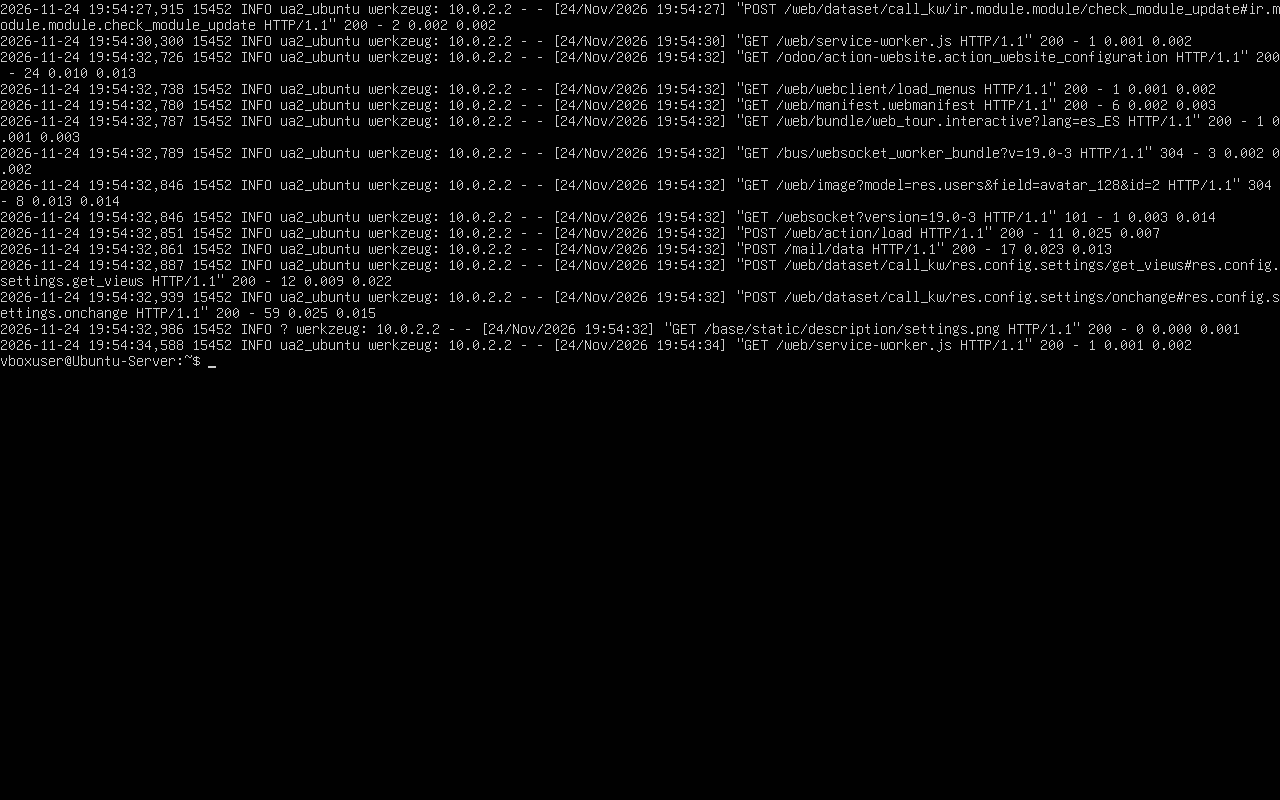 2026-11-24 19:54:27,915 15452 INFO ua2_ubuntu werkzeug: 10.0.2.2 - - [24/Nov/2026 19:54:27] "POST /web/dataset/call_kw/ir.module.module/check_module_update#ir.m
odule.module.check_module_update HTTP/1.1" 200 - 2 0.002 0.002
2026-11-24 19:54:30,300 15452 INFO ua2_ubuntu werkzeug: 10.0.2.2 - - [24/Nov/2026 19:54:30] "GET /web/service-worker.js HTTP/1.1" 200 - 1 0.001 0.002
2026-11-24 19:54:32,726 15452 INFO ua2_ubuntu werkzeug: 10.0.2.2 - - [24/Nov/2026 19:54:32] "GET /odoo/action-website.action_website_configuration HTTP/1.1" 200
 - 24 0.010 0.013
2026-11-24 19:54:32,738 15452 INFO ua2_ubuntu werkzeug: 10.0.2.2 - - [24/Nov/2026 19:54:32] "GET /web/webclient/load_menus HTTP/1.1" 200 - 1 0.001 0.002
2026-11-24 19:54:32,780 15452 INFO ua2_ubuntu werkzeug: 10.0.2.2 - - [24/Nov/2026 19:54:32] "GET /web/manifest.webmanifest HTTP/1.1" 200 - 6 0.002 0.003
2026-11-24 19:54:32,787 15452 INFO ua2_ubuntu werkzeug: 10.0.2.2 - - [24/Nov/2026 19:54:32] "GET /web/bundle/web_tour.interactive?lang=es_ES HTTP/1.1" 200 - 1 0
.001 0.003
2026-11-24 19:54:32,789 15452 INFO ua2_ubuntu werkzeug: 10.0.2.2 - - [24/Nov/2026 19:54:32] "GET /bus/websocket_worker_bundle?v=19.0-3 HTTP/1.1" 304 - 3 0.002 0
.002
2026-11-24 19:54:32,846 15452 INFO ua2_ubuntu werkzeug: 10.0.2.2 - - [24/Nov/2026 19:54:32] "GET /web/image?model=res.users&field=avatar_128&id=2 HTTP/1.1" 304 
- 8 0.013 0.014
2026-11-24 19:54:32,846 15452 INFO ua2_ubuntu werkzeug: 10.0.2.2 - - [24/Nov/2026 19:54:32] "GET /websocket?version=19.0-3 HTTP/1.1" 101 - 1 0.003 0.014
2026-11-24 19:54:32,851 15452 INFO ua2_ubuntu werkzeug: 10.0.2.2 - - [24/Nov/2026 19:54:32] "POST /web/action/load HTTP/1.1" 200 - 11 0.025 0.007
2026-11-24 19:54:32,861 15452 INFO ua2_ubuntu werkzeug: 10.0.2.2 - - [24/Nov/2026 19:54:32] "POST /mail/data HTTP/1.1" 200 - 17 0.023 0.013
2026-11-24 19:54:32,887 15452 INFO ua2_ubuntu werkzeug: 10.0.2.2 - - [24/Nov/2026 19:54:32] "POST /web/dataset/call_kw/res.config.settings/get_views#res.config.
settings.get_views HTTP/1.1" 200 - 12 0.009 0.022
2026-11-24 19:54:32,939 15452 INFO ua2_ubuntu werkzeug: 10.0.2.2 - - [24/Nov/2026 19:54:32] "POST /web/dataset/call_kw/res.config.settings/onchange#res.config.s
ettings.onchange HTTP/1.1" 200 - 59 0.025 0.015
2026-11-24 19:54:32,986 15452 INFO ? werkzeug: 10.0.2.2 - - [24/Nov/2026 19:54:32] "GET /base/static/description/settings.png HTTP/1.1" 200 - 0 0.000 0.001
2026-11-24 19:54:34,588 15452 INFO ua2_ubuntu werkzeug: 10.0.2.2 - - [24/Nov/2026 19:54:34] "GET /web/service-worker.js HTTP/1.1" 200 - 1 0.001 0.002
vboxuser@Ubuntu-Server:~$ _